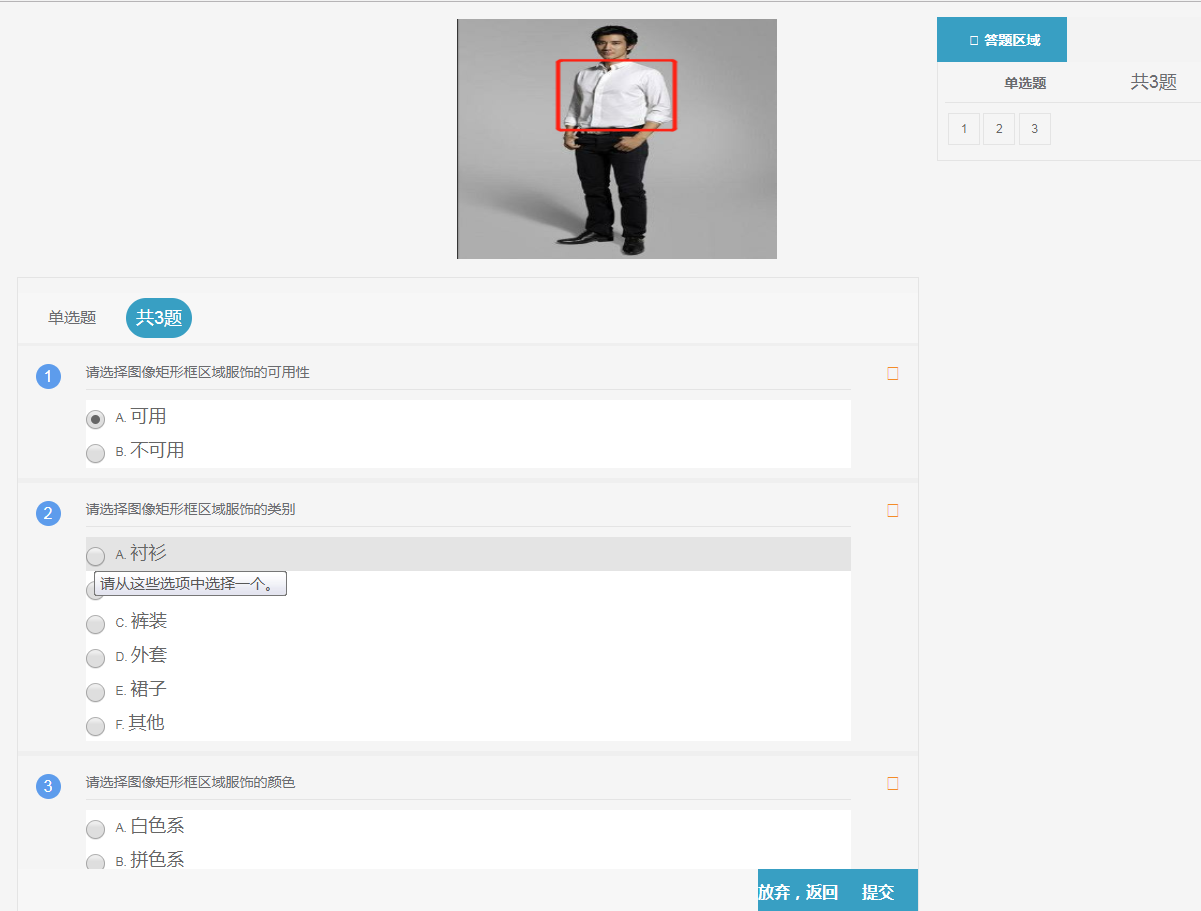 答题区域
单选题 共3题
1 2 3
单选题 共3题
1 请选择图像矩形框区域服饰的可用性
A. 可用
B. 不可用
2 请选择图像矩形框区域服饰的类别
A. 衬衫
请从这些选项中选择一个。
C. 裤装
D. 外套
E. 裙子
F. 其他
3 请选择图像矩形框区域服饰的颜色
A. 白色系
B. 拼色系
放弃，返回 提交